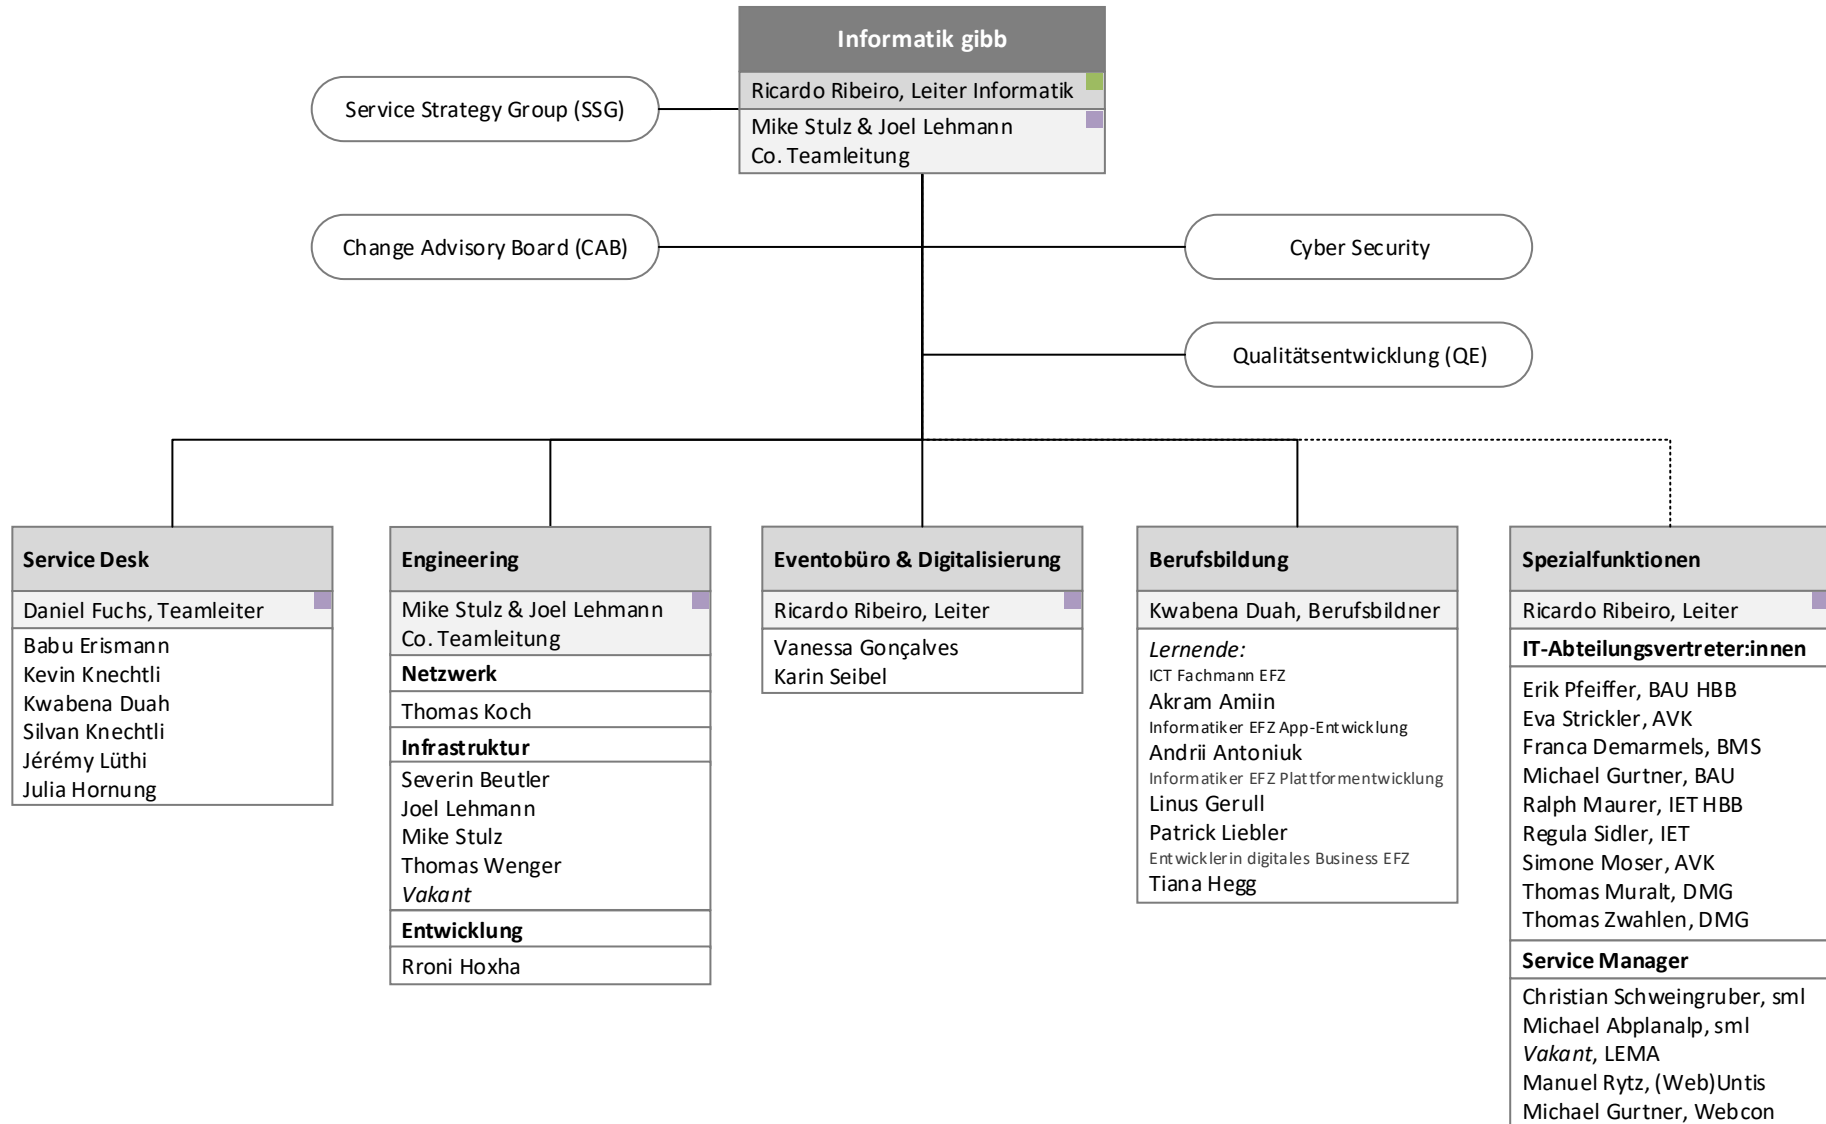 Informatik gibb
Ricardo Ribeiro, Leiter Informatik
Mike Stulz & Joel Lehmann
Co. Teamleitung
Service Strategy Group (SSG)
Change Advisory Board (CAB)
Cyber Security
Qualitätsentwicklung (QE)
Service Desk
Daniel Fuchs, Teamleiter
Babu Erismann
Kevin Knechtli
Kwabena Duah
Silvan Knechtli
Jérémy Lüthi
Julia Hornung
Engineering
Mike Stulz & Joel Lehmann
Co. Teamleitung
Netzwerk
Thomas Koch
Infrastruktur
Severin Beutler
Joel Lehmann
Mike Stulz
Thomas Wenger
Vakant
Entwicklung
Rroni Hoxha
Eventobüro & Digitalisierung
Ricardo Ribeiro, Leiter
Vanessa Gonçalves
Karin Seibel
Berufsbildung
Kwabena Duah, Berufsbildner
Lernende:
ICT Fachmann EFZ
Akram Amiin
Informatiker EFZ App-Entwicklung
Andrii Antoniuk
Informatiker EFZ Plattformentwicklung
Linus Gerull
Patrick Liebler
Entwicklerin digitales Business EFZ
Tiana Hegg
Spezialfunktionen
Ricardo Ribeiro, Leiter
IT-Abteilungsvertreter:innen
Erik Pfeiffer, BAU HBB
Eva Strickler, AVK
Franca Demarmels, BMS
Michael Gurtner, BAU
Ralph Maurer, IET HBB
Regula Sidler, IET
Simone Moser, AVK
Thomas Muralt, DMG
Thomas Zwahlen, DMG
Service Manager
Christian Schweingruber, sml
Michael Abplanalp, sml
Vakant, LEMA
Manuel Rytz, (Web)Untis
Michael Gurtner, Webcon